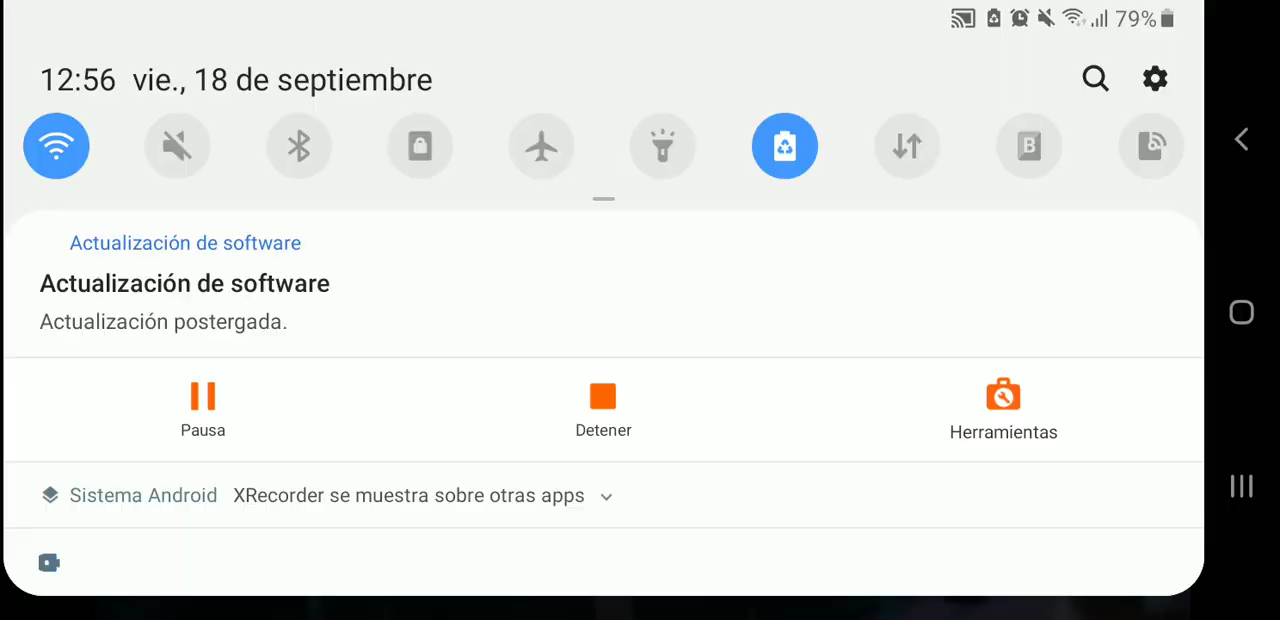 79%
12:56 vie., 18 de septiembre
B
Actualización de software
Actualización de software
Actualización postergada.
Pausa Detener Herramientas
Sistema Android XRecorder se muestra sobre otras apps